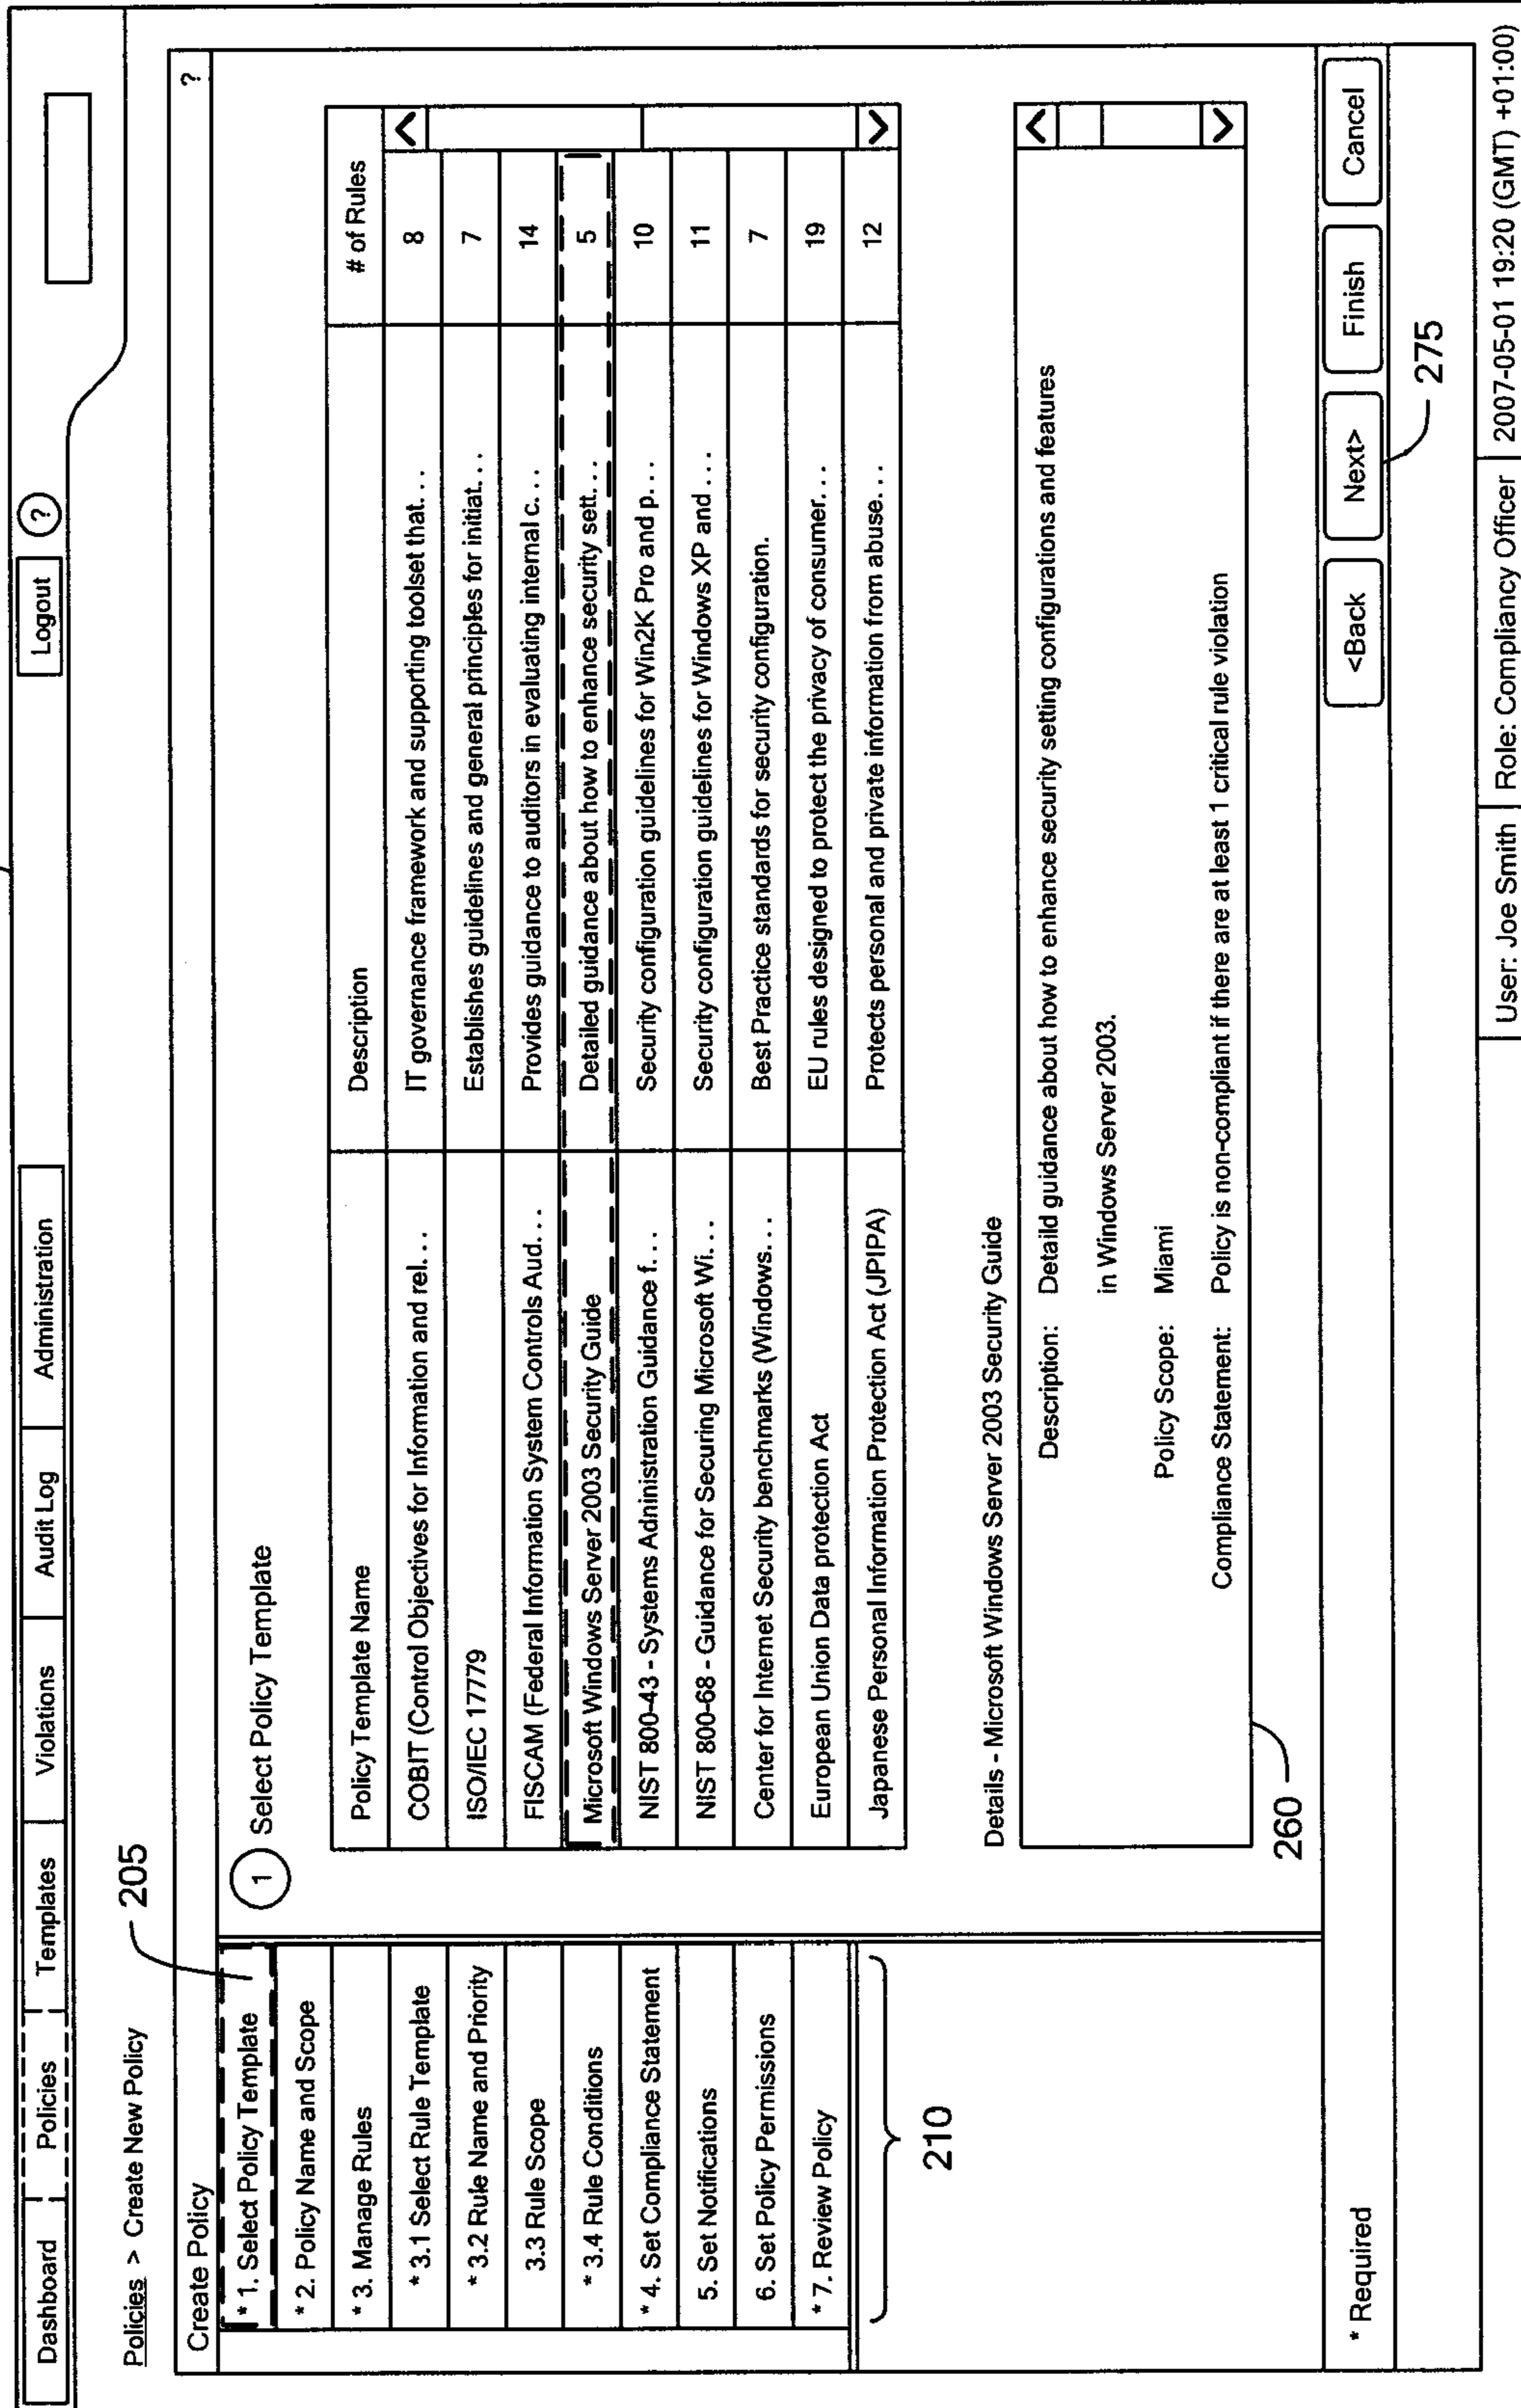 Dashboard Policies Templates Violations Audit Log Administration Logout ?
Policies > Create New Policy
205
Create Policy ?
* 1. Select Policy Template
* 2. Policy Name and Scope
* 3. Manage Rules
* 3.1 Select Rule Template
* 3.2 Rule Name and Priority
3.3 Rule Scope
* 3.4 Rule Conditions
* 4. Set Compliance Statement
5. Set Notifications
6. Set Policy Permissions
* 7. Review Policy
210
1 Select Policy Template
Policy Template Name Description # of Rules
COBIT (Control Objectives for Information and rel... IT governance framework and supporting toolset that... 8
ISO/IEC 17779 Establishes guidelines and general principles for initiat... 7
FISCAM (Federal Information System Controls Aud... Provides guidance to auditors in evaluating internal c... 14
Microsoft Windows Server 2003 Security Guide Detailed guidance about how to enhance security sett... 5
NIST 800-43 - Systems Adninistration Guidance f... Security configuration guidelines for Win2K Pro and p... 10
NIST 800-68 - Guidance for Securing Microsoft Wi... Security configuration guidelines for Windows XP and ... 11
Center for Internet Security benchmarks (Windows... Best Practice standards for security configuration. 7
European Union Data protection Act EU rules designed to protect the privacy of consumer... 19
Japanese Personal Information Protection Act (JPIPA) Protects personal and private information from abuse... 12
Details - Microsoft Windows Server 2003 Security Guide
Description: Detaild guidance about how to enhance security setting configurations and features
in Windows Server 2003.
Policy Scope: Miami
Compliance Statement: Policy is non-compliant if there are at least 1 critical rule violation
260
* Required <Back Next> Finish Cancel
275
User: Joe Smith Role: Compliancy Officer 2007-05-01 19:20 (GMT) +01:00)